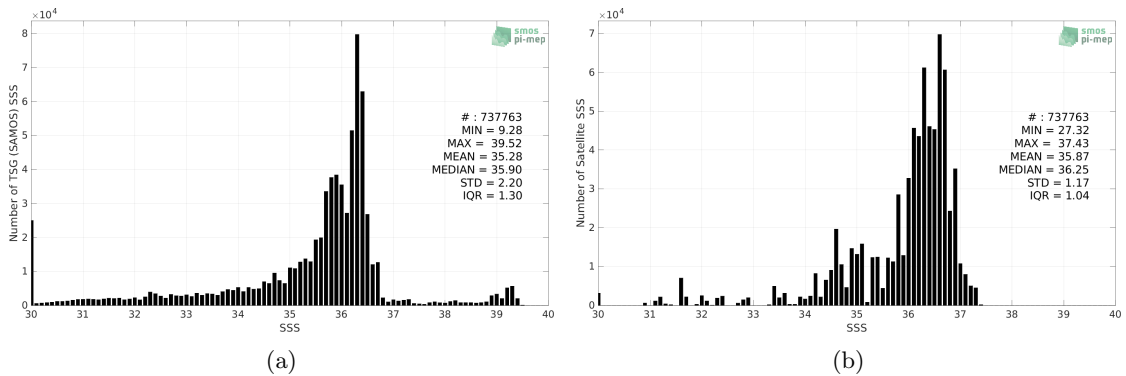 ×10⁴
smos
pi-mep
8
7
6
5
4
3
2
1
0
Number of TSG (SAMOS) SSS
# : 737763
MIN = 9.28
MAX = 39.52
MEAN = 35.28
MEDIAN = 35.90
STD = 2.20
IQR = 1.30
30 31 32 33 34 35 36 37 38 39 40
SSS
(a)
×10⁴
smos
pi-mep
7
6
5
4
3
2
1
0
Number of Satellite SSS
# : 737763
MIN = 27.32
MAX = 37.43
MEAN = 35.87
MEDIAN = 36.25
STD = 1.17
IQR = 1.04
30 31 32 33 34 35 36 37 38 39 40
SSS
(b)